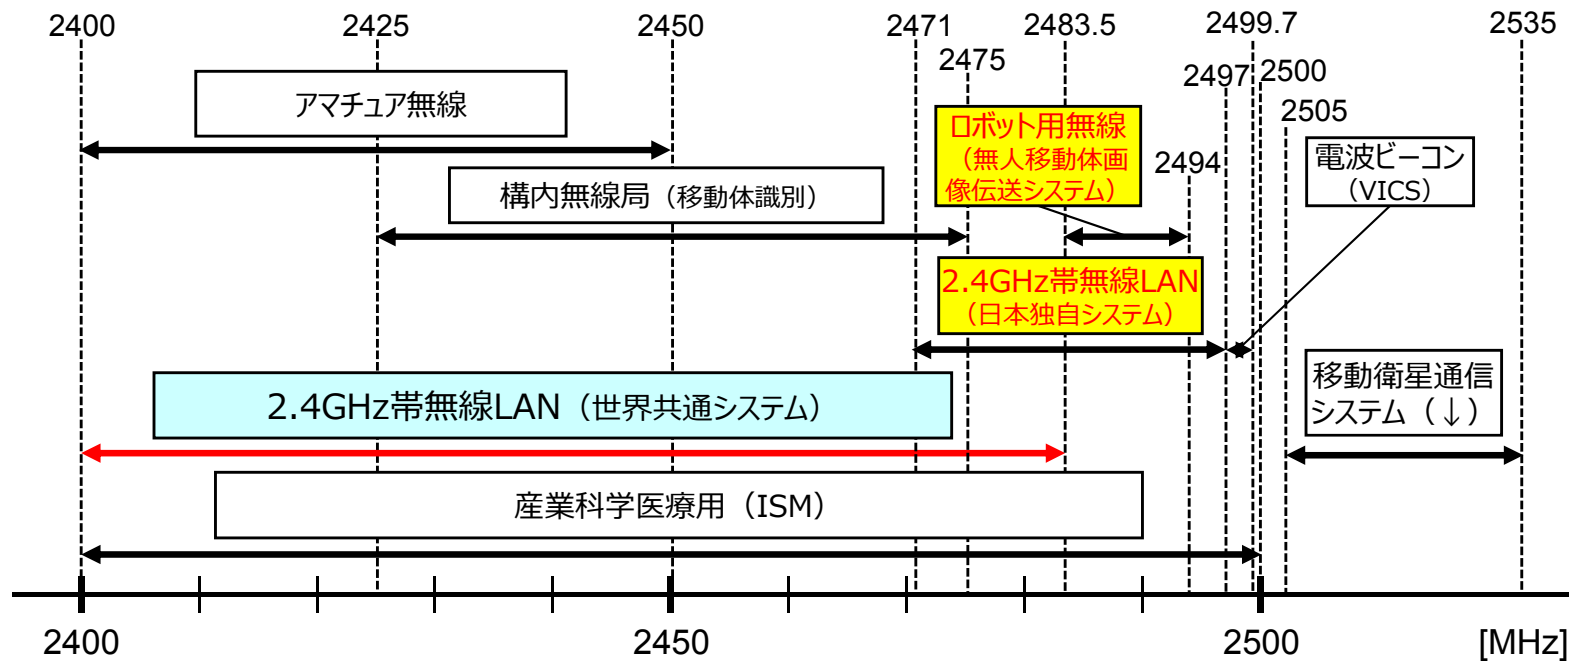 2400
2425
2450
2471
2483.5
2499.7
2535
2475
2497
2500
2505
アマチュア無線
ロボット用無線
（無人移動体画
像伝送システム）
2494
電波ビーコン
（VICS）
構内無線局（移動体識別）
2.4GHz帯無線LAN
（日本独自システム）
2.4GHz帯無線LAN（世界共通システム）
移動衛星通信
システム（↓）
産業科学医療用（ISM）
2400
2450
2500
[MHz]